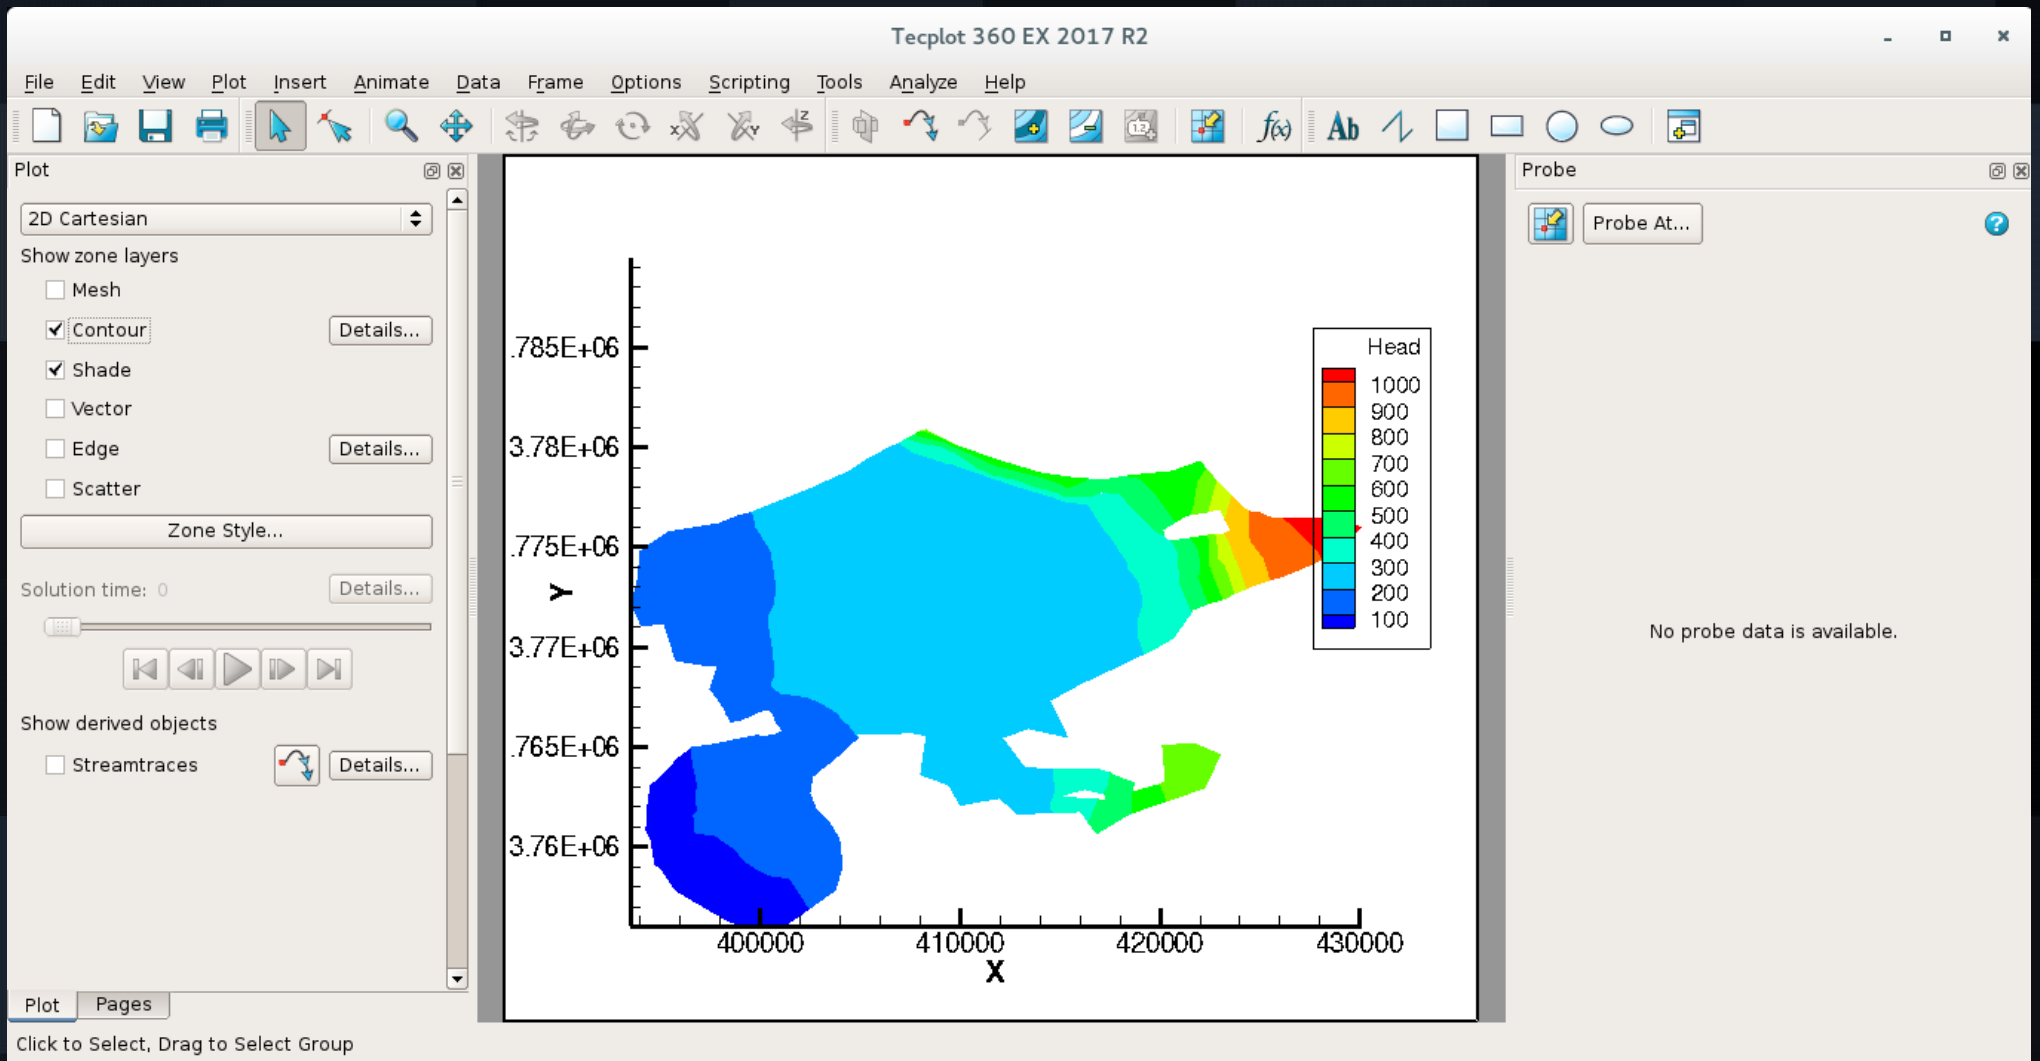 Tecplot 360 EX 2017 R2
File Edit View Plot Insert Animate Data Frame Options Scripting Tools Analyze Help
Z
X
Y
1.2
f(x)
Ab
Plot
2D Cartesian
Show zone layers
Mesh
Contour Details...
Shade
Vector
Edge Details...
Scatter
Zone Style...
Solution time: 0 Details...
Show derived objects
Streamtraces Details...
Plot Pages
Click to Select, Drag to Select Group
.785E+06
3.78E+06
.775E+06
3.77E+06
.765E+06
3.76E+06
Y
400000 410000 420000 430000
X
Head
1000
900
800
700
600
500
400
300
200
100
Probe
Probe At...
?
No probe data is available.